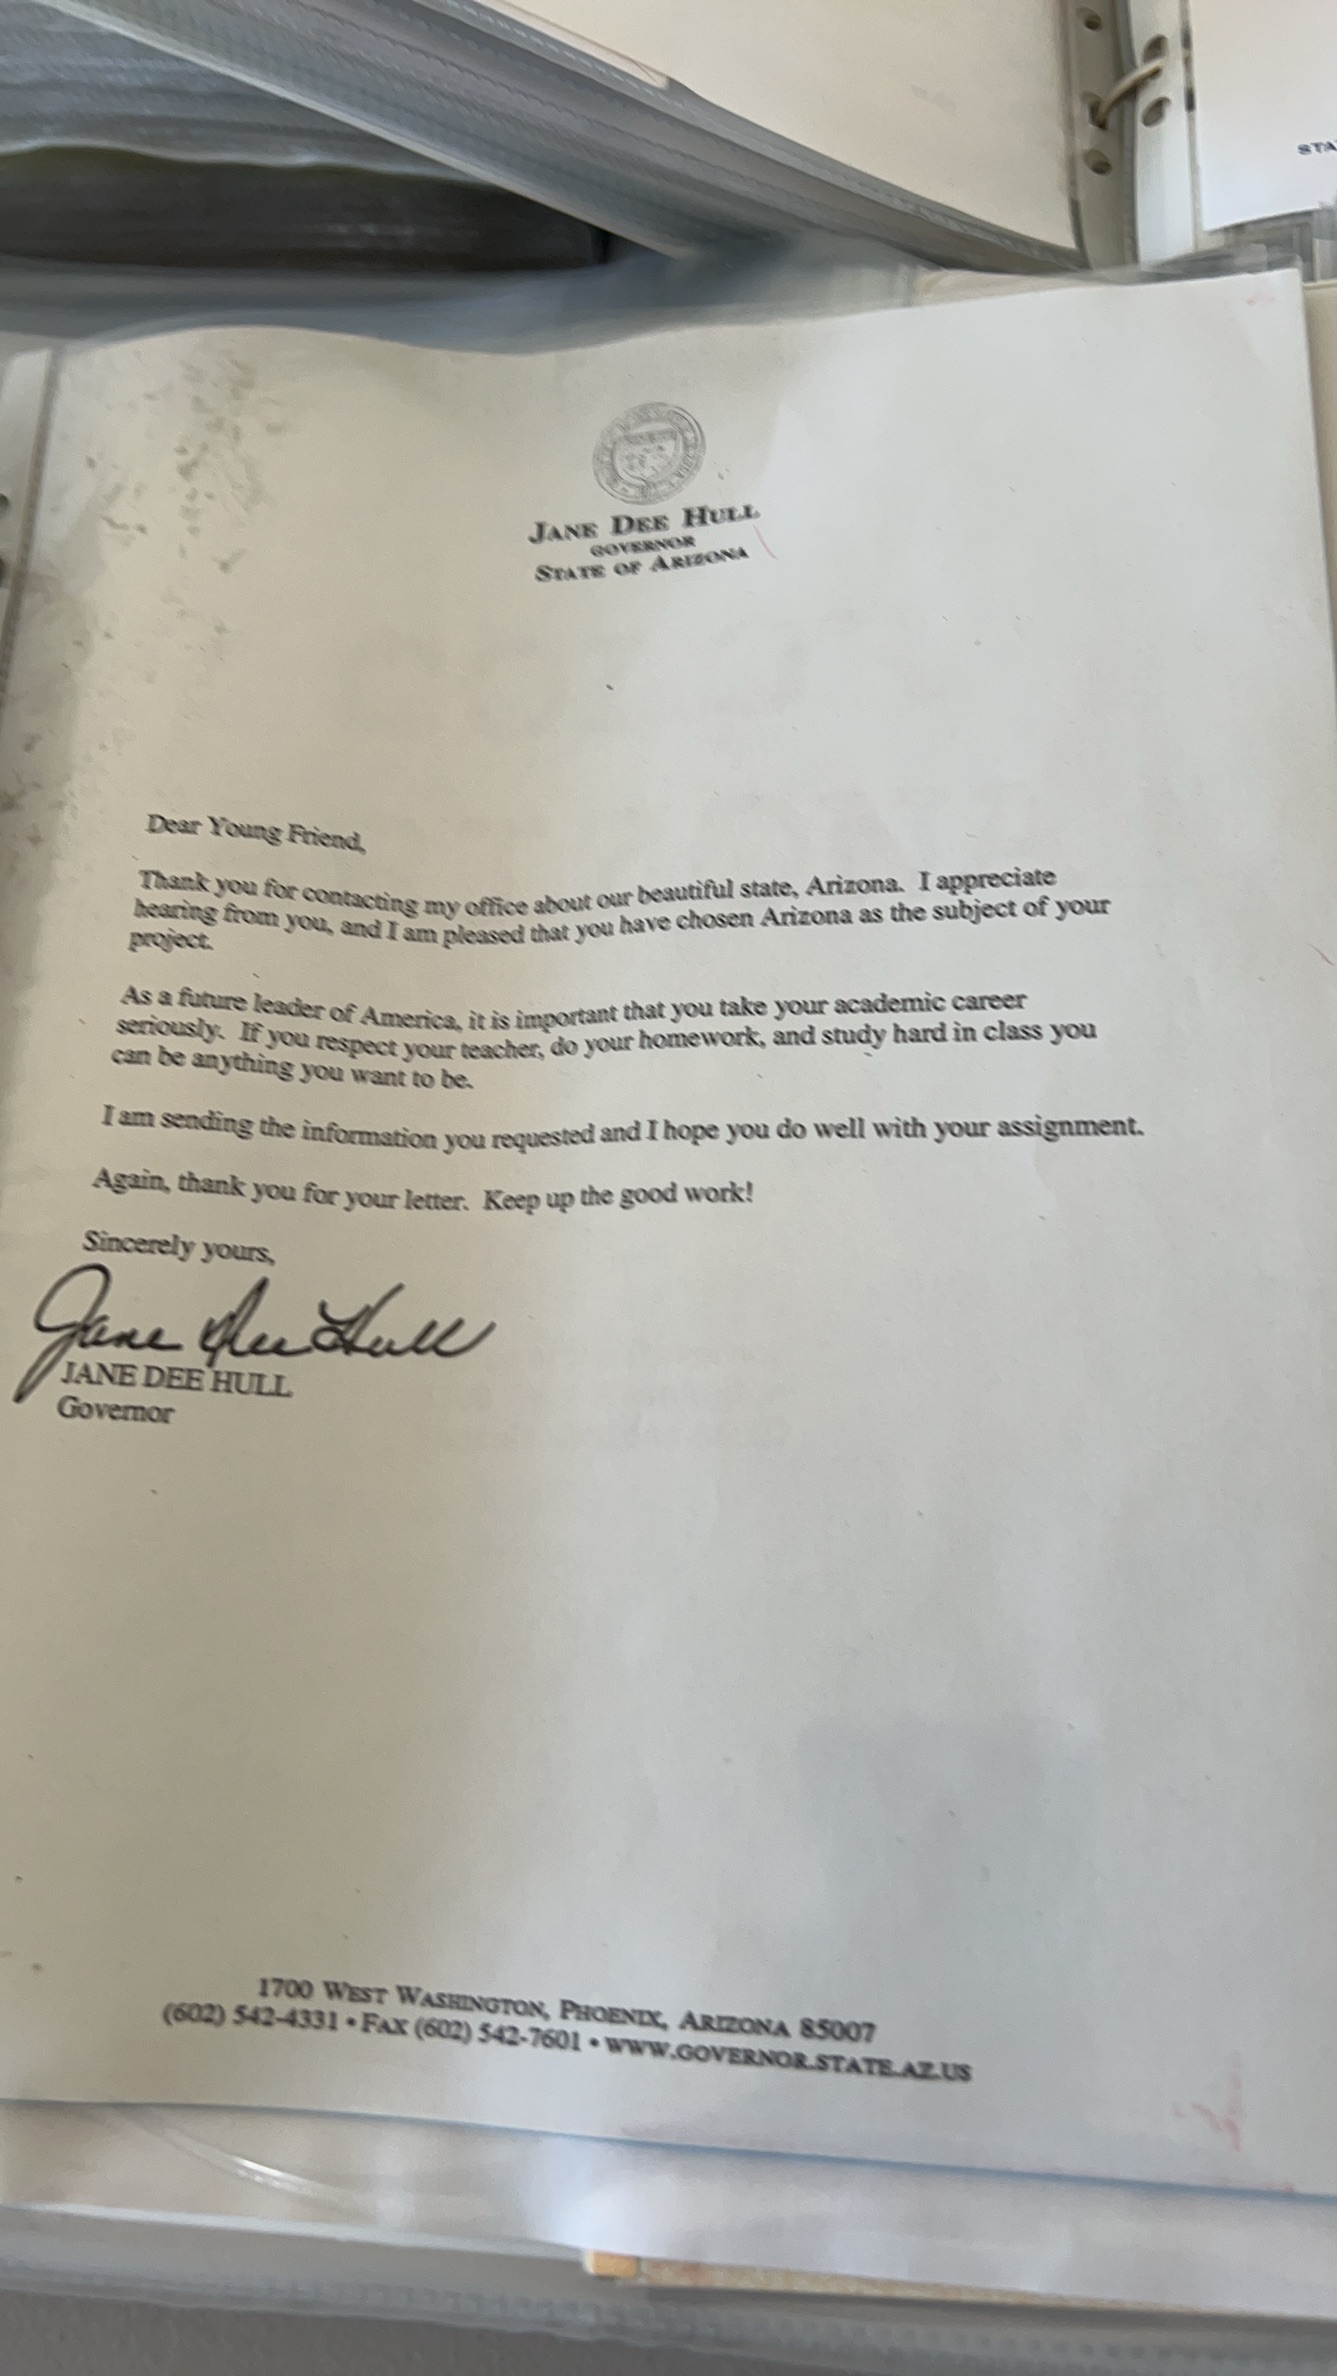 STA
JANE DEE HULL
GOVERNOR
STATE OF ARIZONA
Dear Young Friend,
Thank you for contacting my office about our beautiful state, Arizona. I appreciate
hearing from you, and I am pleased that you have chosen Arizona as the subject of your
project.
As a future leader of America, it is important that you take your academic career
seriously. If you respect your teacher, do your homework, and study hard in class you
can be anything you want to be.
I am sending the information you requested and I hope you do well with your assignment.
Again, thank you for your letter. Keep up the good work!
Sincerely yours,
Jane Dee Hull
JANE DEE HULL
Governor
1700 WEST WASHINGTON, PHOENIX, ARIZONA 85007
(602) 542-4331 • FAX (602) 542-7601 • WWW.GOVERNOR.STATE.AZ.US